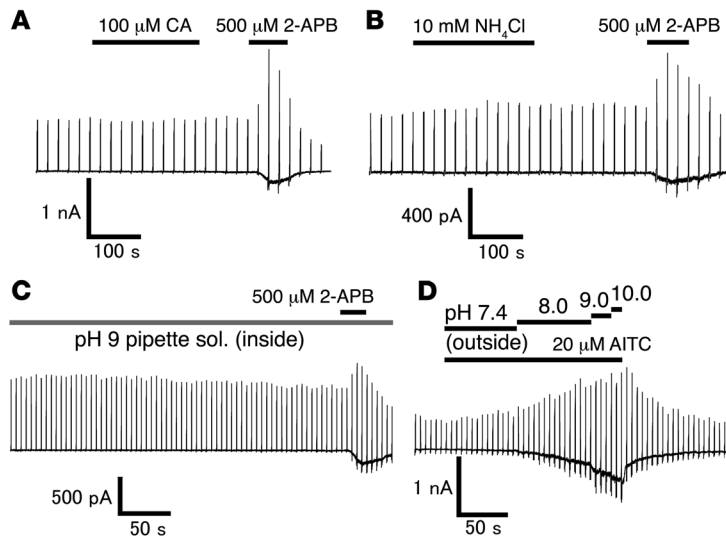 A
100 μM CA
500 μM 2-APB
1 nA
100 s
B
10 mM NH₄Cl
500 μM 2-APB
400 pA
100 s
C
500 μM 2-APB
pH 9 pipette sol. (inside)
500 pA
50 s
D
pH 7.4 8.0 9.0 10.0
(outside) 20 μM AITC
1 nA
50 s